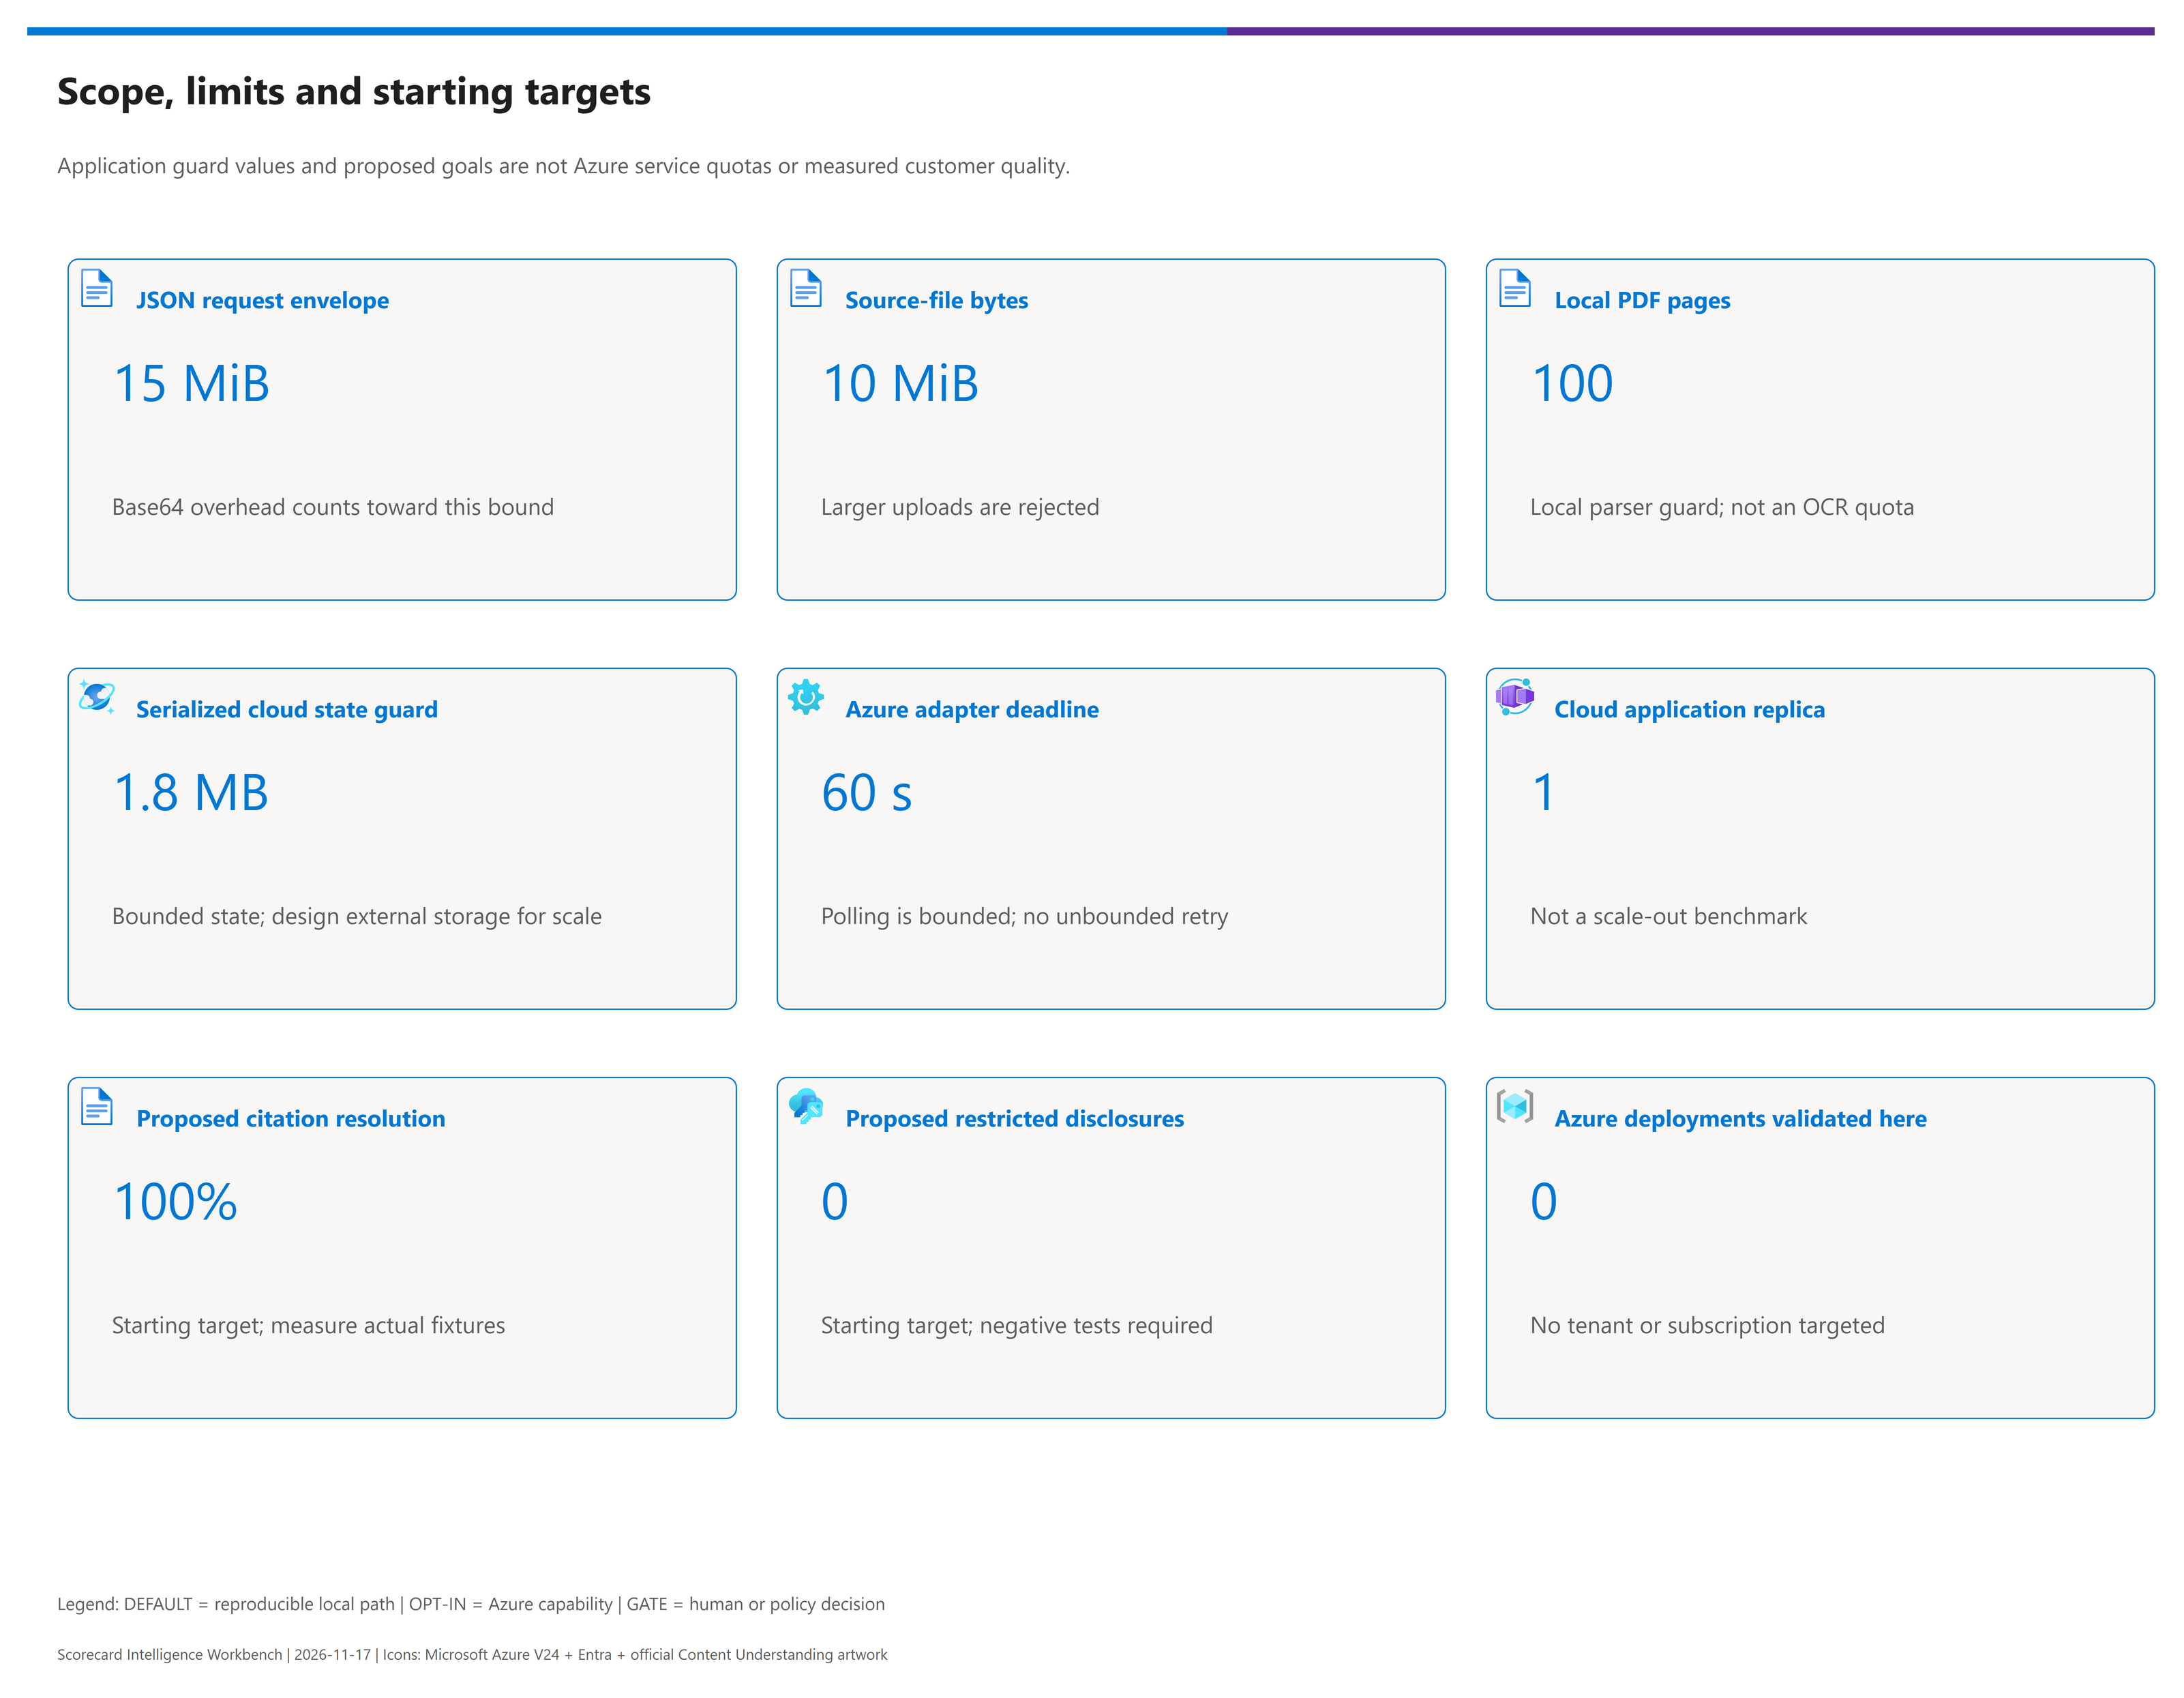 Scope, limits and starting targets
Application guard values and proposed goals are not Azure service quotas or measured customer quality.
JSON request envelope
15 MiB
Base64 overhead counts toward this bound
Source-file bytes
10 MiB
Larger uploads are rejected
Local PDF pages
100
Local parser guard; not an OCR quota
Serialized cloud state guard
1.8 MB
Bounded state; design external storage for scale
Azure adapter deadline
60 s
Polling is bounded; no unbounded retry
Cloud application replica
1
Not a scale-out benchmark
Proposed citation resolution
100%
Starting target; measure actual fixtures
Proposed restricted disclosures
0
Starting target; negative tests required
Azure deployments validated here
0
No tenant or subscription targeted
Legend: DEFAULT = reproducible local path | OPT-IN = Azure capability | GATE = human or policy decision
Scorecard Intelligence Workbench | 2026-11-17 | Icons: Microsoft Azure V24 + Entra + official Content Understanding artwork